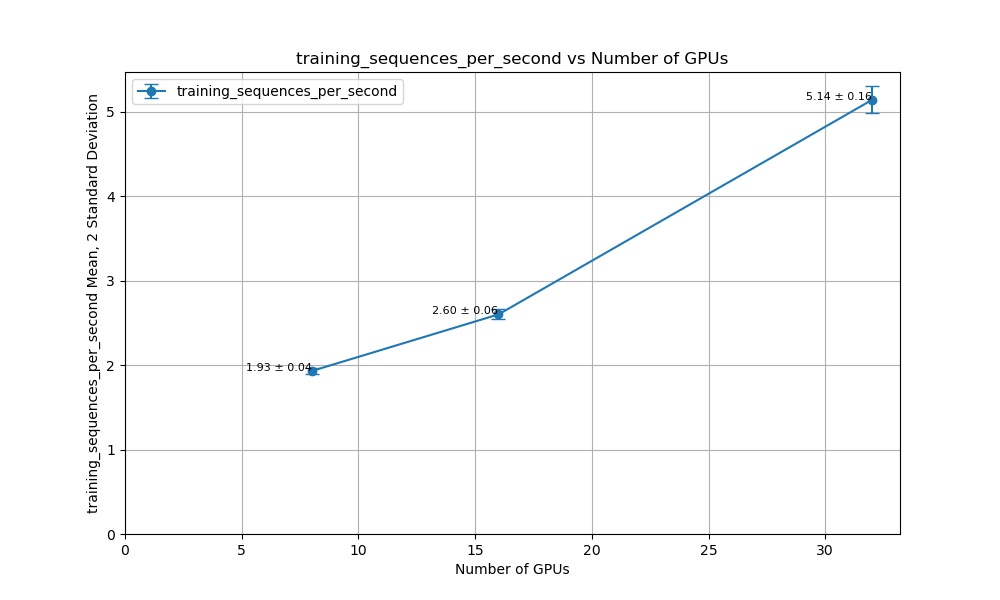 training_sequences_per_second vs Number of GPUs
training_sequences_per_second
training_sequences_per_second Mean, 2 Standard Deviation
5
4
3
2
1
0
5.14 ± 0.16
2.60 ± 0.06
1.93 ± 0.04
0 5 10 15 20 25 30
Number of GPUs